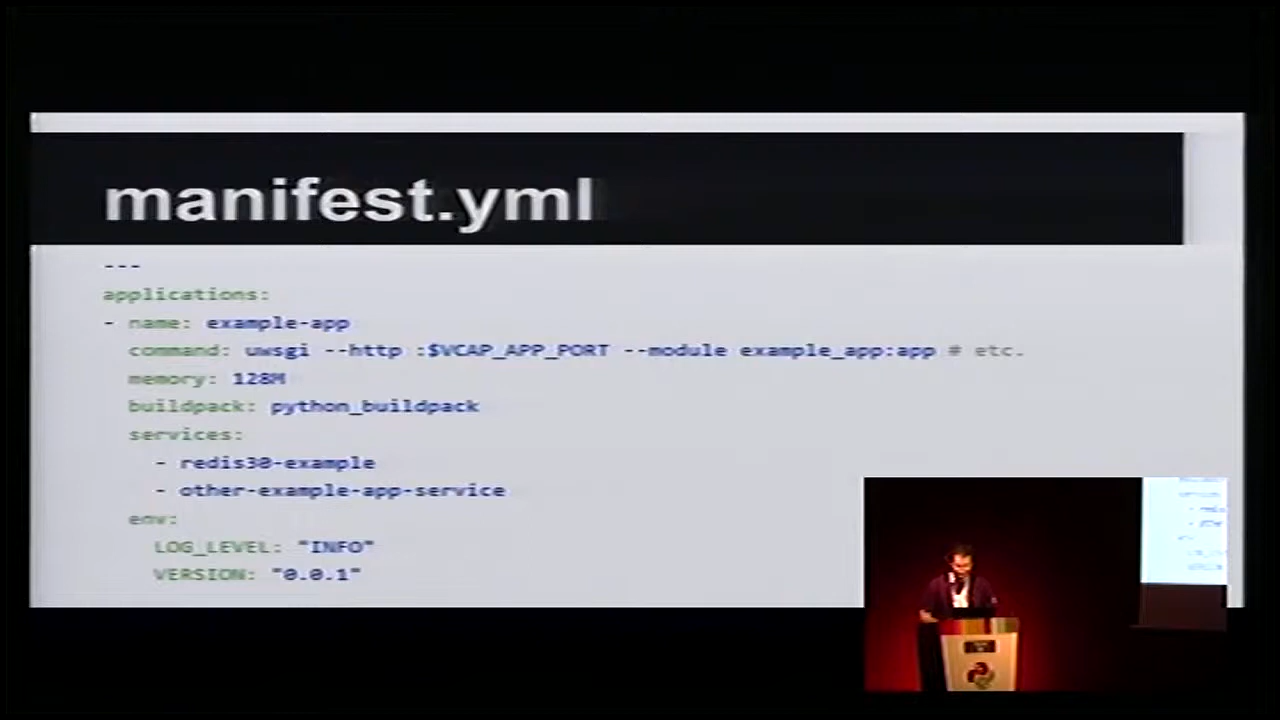 manifest.yml
---
applications:
- name: example-app
command: uwsgi --http :$VCAP_APP_PORT --module example_app:app # etc.
memory: 128M
buildpack: python_buildpack
services:
- redis30-example
- other-example-app-service
env:
LOG_LEVEL: "INFO"
VERSION: "0.0.1"